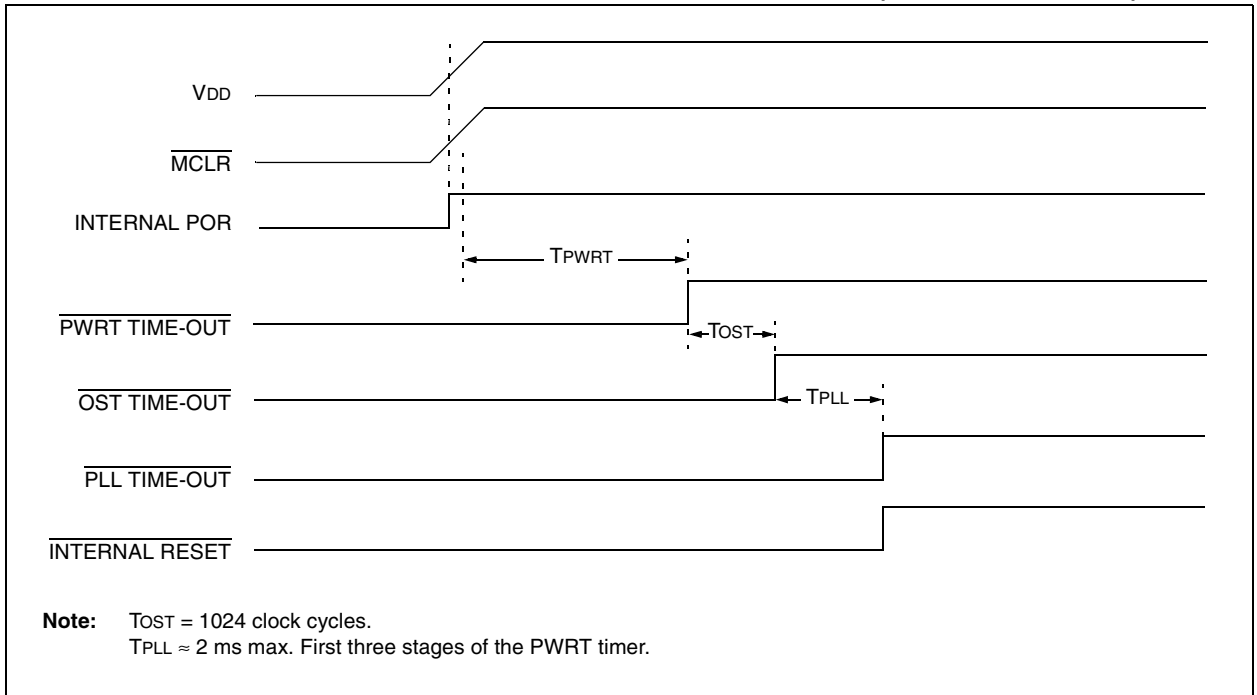 VDD
MCLR
INTERNAL POR
TPWRT
PWRT TIME-OUT
TOST
OST TIME-OUT
TPLL
PLL TIME-OUT
INTERNAL RESET
Note: TOST = 1024 clock cycles.
TPLL ≈ 2 ms max. First three stages of the PWRT timer.